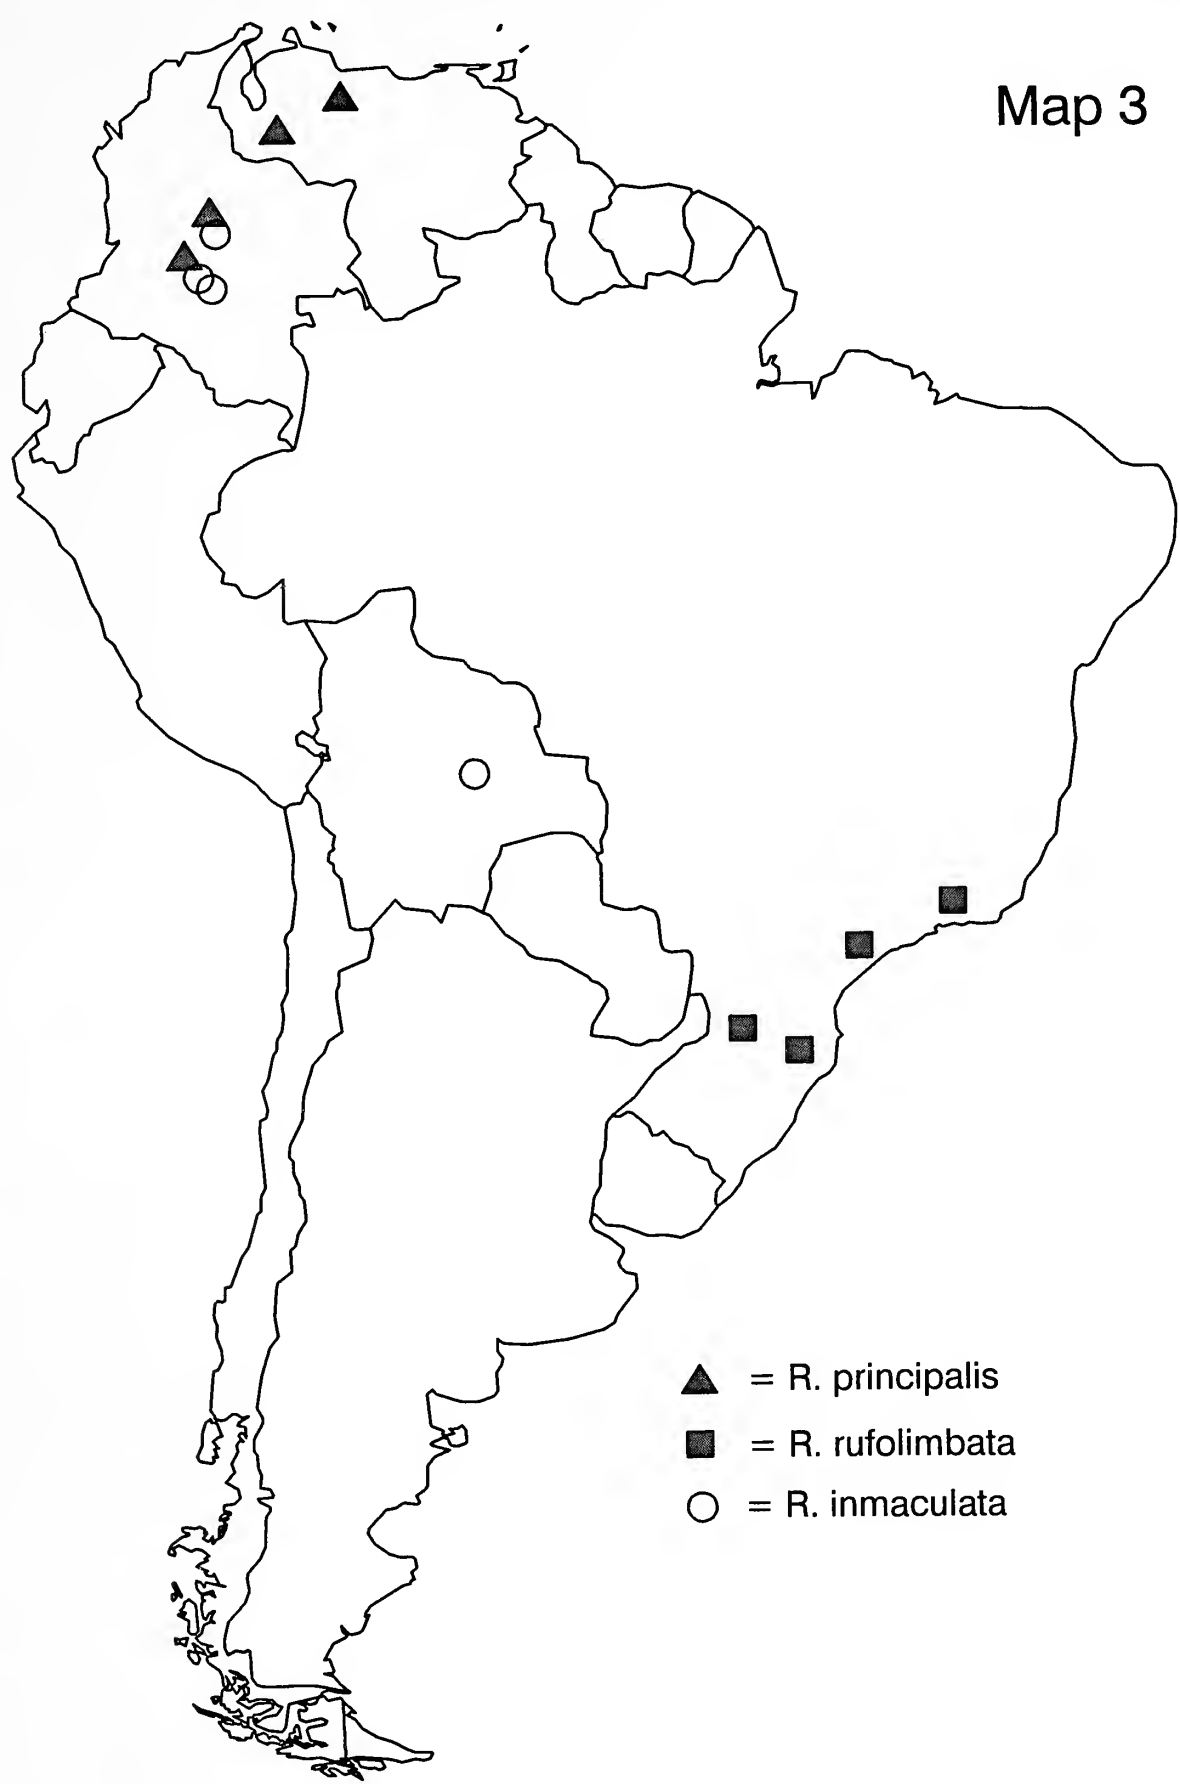 Map 3
= R. principalis
= R. rufolimbata
= R. inmaculata